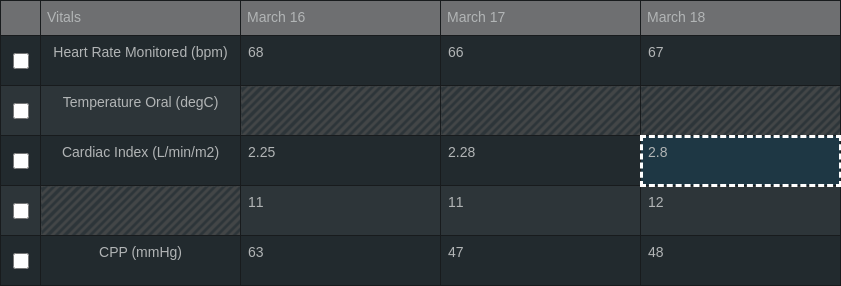 Vitals March 16 March 17 March 18
Heart Rate Monitored (bpm) 68 66 67
Temperature Oral (degC)
Cardiac Index (L/min/m2) 2.25 2.28 2.8
11 11 12
CPP (mmHg) 63 47 48